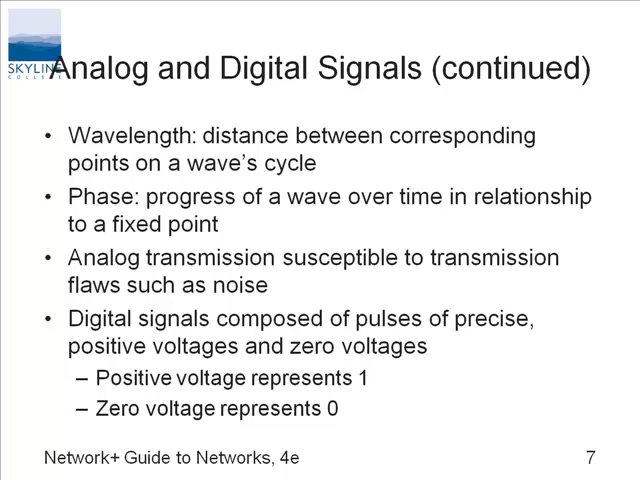 SKYLINE
COLLEGE
Analog and Digital Signals (continued)
• Wavelength: distance between corresponding
points on a wave's cycle
• Phase: progress of a wave over time in relationship
to a fixed point
• Analog transmission susceptible to transmission
flaws such as noise
• Digital signals composed of pulses of precise,
positive voltages and zero voltages
– Positive voltage represents 1
– Zero voltage represents 0
Network+ Guide to Networks, 4e
7